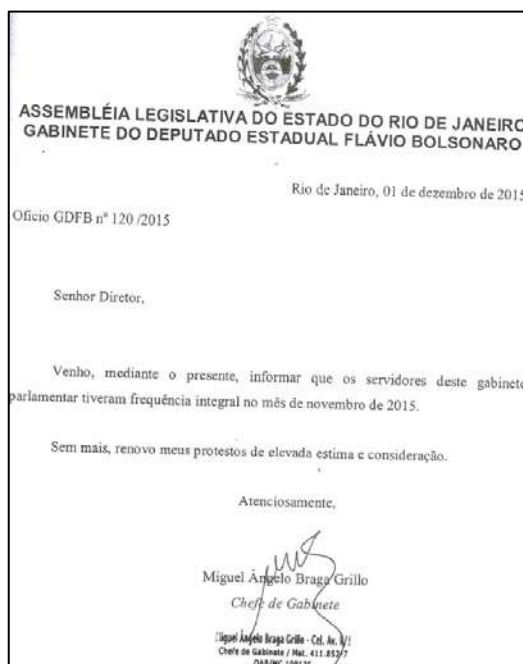 ASSEMBLÉIA LEGISLATIVA DO ESTADO DO RIO DE JANEIRO
GABINETE DO DEPUTADO ESTADUAL FLÁVIO BOLSONARO
Rio de Janeiro, 01 de dezembro de 2015
Oficio GDFB nº 120 /2015
Senhor Diretor,
Venho, mediante o presente, informar que os servidores deste gabinete
parlamentar tiveram frequência integral no mês de novembro de 2015.
Sem mais, renovo meus protestos de elevada estima e consideração.
Atenciosamente,
Miguel Ângelo Braga Grillo
Chefe de Gabinete
Miguel Ângelo Braga Grillo - Cel. Av.
Chefe de Gabinete / Mat. 411.852-7